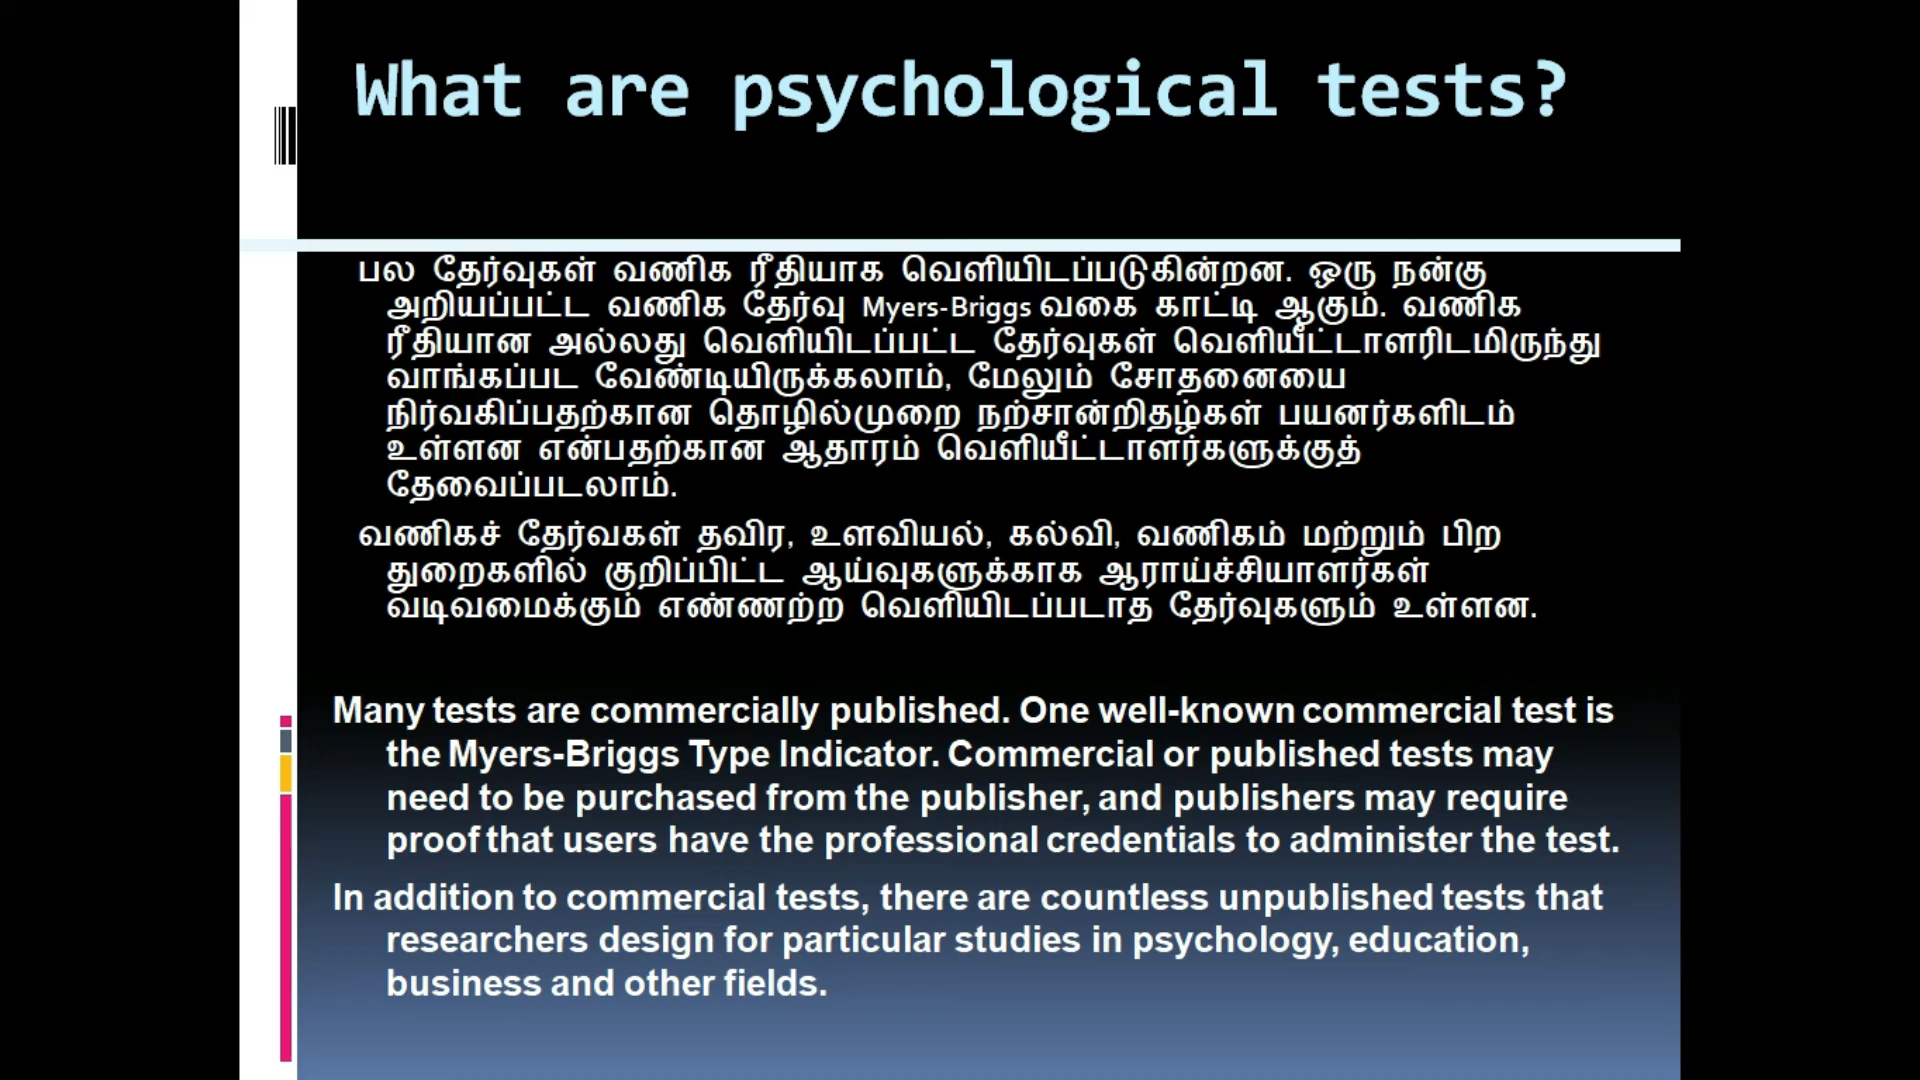 What are psychological tests?
பல தேர்வுகள் வணிக ரீதியாக வெளியிடப்படுகின்றன. ஒரு நன்கு
அறியப்பட்ட வணிக தேர்வு Myers-Briggs வகை காட்டி ஆகும். வணிக
ரீதியான அல்லது வெளியிடப்பட்ட தேர்வுகள் வெளியீட்டாளரிடமிருந்து
வாங்கப்பட வேண்டியிருக்கலாம், மேலும் சோதனையை
நிர்வகிப்பதற்கான தொழில்முறை நற்சான்றிதழ்கள் பயனர்களிடம்
உள்ளன என்பதற்கான ஆதாரம் வெளியீட்டாளர்களுக்குத்
தேவைப்படலாம்.
வணிகச் தேர்வகள் தவிர, உளவியல், கல்வி, வணிகம் மற்றும் பிற
துறைகளில் குறிப்பிட்ட ஆய்வுகளுக்காக ஆராய்ச்சியாளர்கள்
வடிவமைக்கும் எண்ணற்ற வெளியிடப்படாத தேர்வுகளும் உள்ளன.
Many tests are commercially published. One well-known commercial test is
the Myers-Briggs Type Indicator. Commercial or published tests may
need to be purchased from the publisher, and publishers may require
proof that users have the professional credentials to administer the test.
In addition to commercial tests, there are countless unpublished tests that
researchers design for particular studies in psychology, education,
business and other fields.